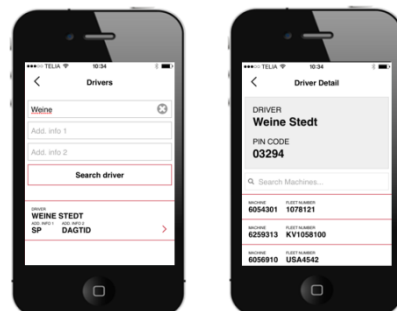 TELIA 10:34
Drivers
Weine
Add. info 1
Add. info 2
Search driver
DRIVER
WEINE STEDT
ADD. INFO 1 ADD. INFO 2
SP DAGTID
TELIA 10:34
Driver Detail
DRIVER
Weine Stedt
PIN CODE
03294
Search Machines...
MACHINE FLEET NUMBER
6054301 1078121
MACHINE FLEET NUMBER
6259313 KV1058100
MACHINE FLEET NUMBER
6056910 USA4542